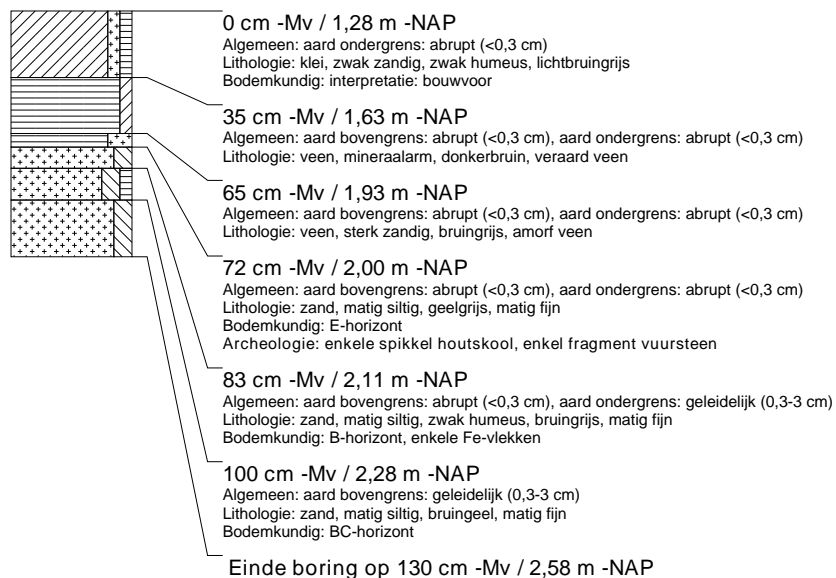 0 cm -Mv / 1,28 m -NAP
Algemeen: aard ondergrens: abrupt (<0,3 cm)
Lithologie: klei, zwak zandig, zwak humeus, lichtbruingrijs
Bodemkundig: interpretatie: bouwvoor
35 cm -Mv / 1,63 m -NAP
Algemeen: aard bovengrens: abrupt (<0,3 cm), aard ondergrens: abrupt (<0,3 cm)
Lithologie: veen, mineraalarm, donkerbruin, veraard veen
65 cm -Mv / 1,93 m -NAP
Algemeen: aard bovengrens: abrupt (<0,3 cm), aard ondergrens: abrupt (<0,3 cm)
Lithologie: veen, sterk zandig, bruingrijs, amorf veen
72 cm -Mv / 2,00 m -NAP
Algemeen: aard bovengrens: abrupt (<0,3 cm), aard ondergrens: abrupt (<0,3 cm)
Lithologie: zand, matig siltig, geelgrijs, matig fijn
Bodemkundig: E-horizont
Archeologie: enkele spikkel houtskool, enkel fragment vuursteen
83 cm -Mv / 2,11 m -NAP
Algemeen: aard bovengrens: abrupt (<0,3 cm), aard ondergrens: geleidelijk (0,3-3 cm)
Lithologie: zand, matig siltig, zwak humeus, bruingrijs, matig fijn
Bodemkundig: B-horizont, enkele Fe-vlekken
100 cm -Mv / 2,28 m -NAP
Algemeen: aard bovengrens: geleidelijk (0,3-3 cm)
Lithologie: zand, matig siltig, bruingeel, matig fijn
Bodemkundig: BC-horizont
Einde boring op 130 cm -Mv / 2,58 m -NAP